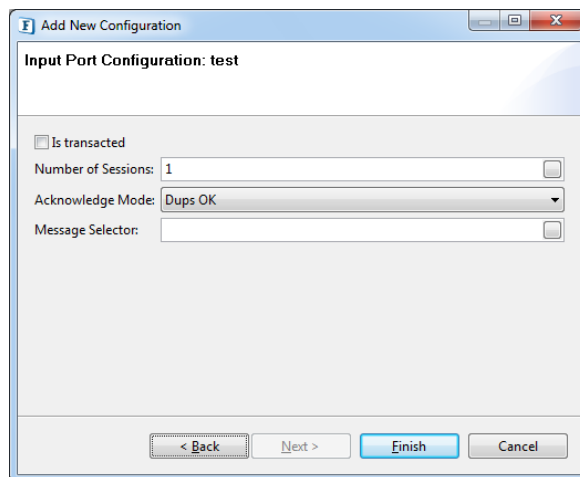 F Add New Configuration
Input Port Configuration: test
Is transacted
Number of Sessions: 1
Acknowledge Mode: Dups OK
Message Selector:
< Back Next > Finish Cancel